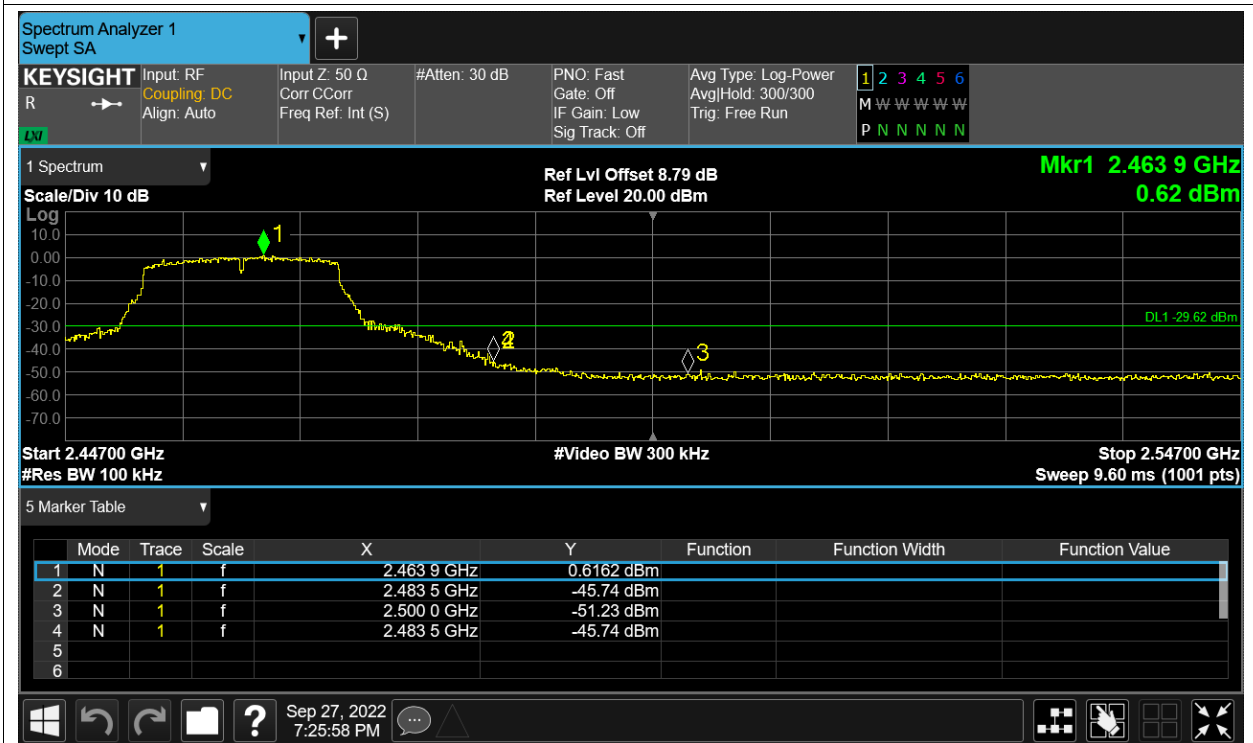 Spectrum Analyzer 1
Swept SA
KEYSIGHT
R
LXI
Input: RF
Coupling: DC
Align: Auto
Input Z: 50 Ω
Corr CCorr
Freq Ref: Int (S)
#Atten: 30 dB
PNO: Fast
Gate: Off
IF Gain: Low
Sig Track: Off
Avg Type: Log-Power
Avg|Hold: 300/300
Trig: Free Run
1 2 3 4 5 6
M W W W W W
P N N N N N
1 Spectrum
Scale/Div 10 dB
Ref Lvl Offset 8.79 dB
Ref Level 20.00 dBm
Mkr1 2.463 9 GHz
0.62 dBm
Log
10.0
0.00
-10.0
-20.0
-30.0
-40.0
-50.0
-60.0
-70.0
1
3
DL1 -29.62 dBm
Start 2.44700 GHz
#Res BW 100 kHz
#Video BW 300 kHz
Stop 2.54700 GHz
Sweep 9.60 ms (1001 pts)
5 Marker Table
Mode Trace Scale X Y Function Function Width Function Value
1 N 1 f 2.463 9 GHz 0.6162 dBm
2 N 1 f 2.483 5 GHz -45.74 dBm
3 N 1 f 2.500 0 GHz -51.23 dBm
4 N 1 f 2.483 5 GHz -45.74 dBm
5
6
?
Sep 27, 2022
7:25:58 PM